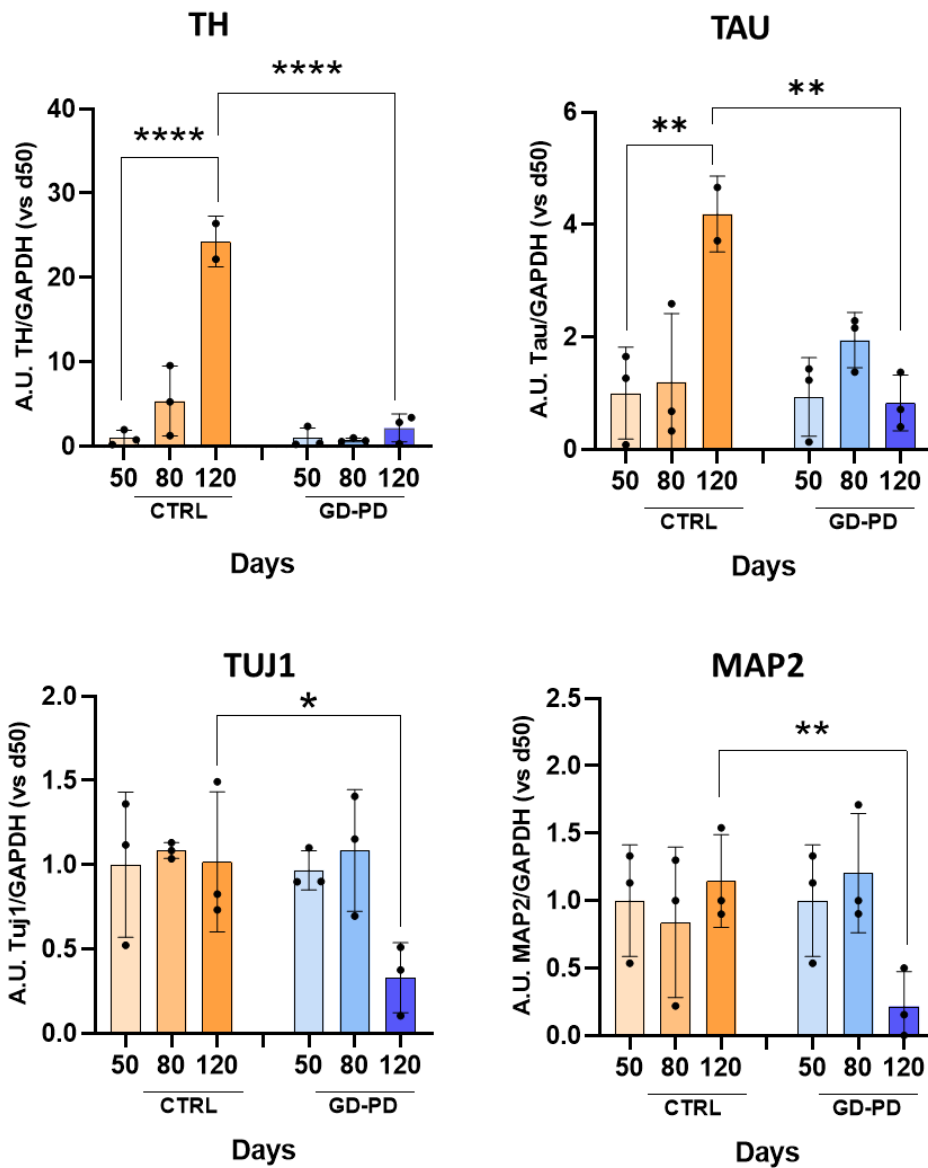 TH
****
****
A.U. TH/GAPDH (vs d50)
40
30
20
10
0
50 80 120 50 80 120
CTRL GD-PD
Days
TAU
**
**
A.U. Tau/GAPDH (vs d50)
6
4
2
0
50 80 120 50 80 120
CTRL GD-PD
Days
TUJ1
*
A.U. Tuj1/GAPDH (vs d50)
2.0
1.5
1.0
0.5
0.0
50 80 120 50 80 120
CTRL GD-PD
Days
MAP2
**
A.U. MAP2/GAPDH (vs d50)
2.5
2.0
1.5
1.0
0.5
0.0
50 80 120 50 80 120
CTRL GD-PD
Days